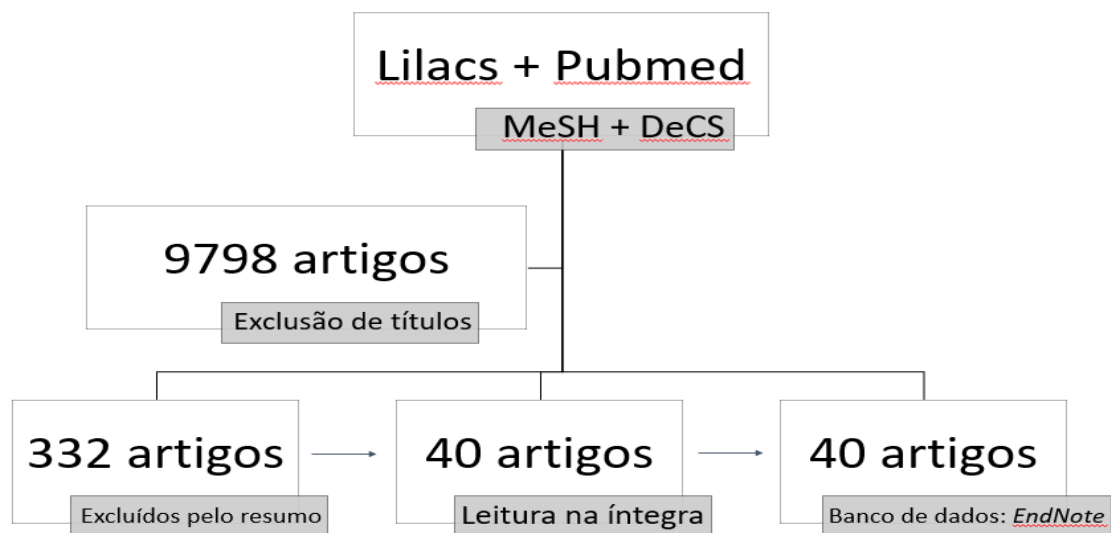 Lilacs + Pubmed
MeSH + DeCS
9798 artigos
Exclusão de títulos
332 artigos
Excluídos pelo resumo
40 artigos
Leitura na íntegra
40 artigos
Banco de dados: EndNote